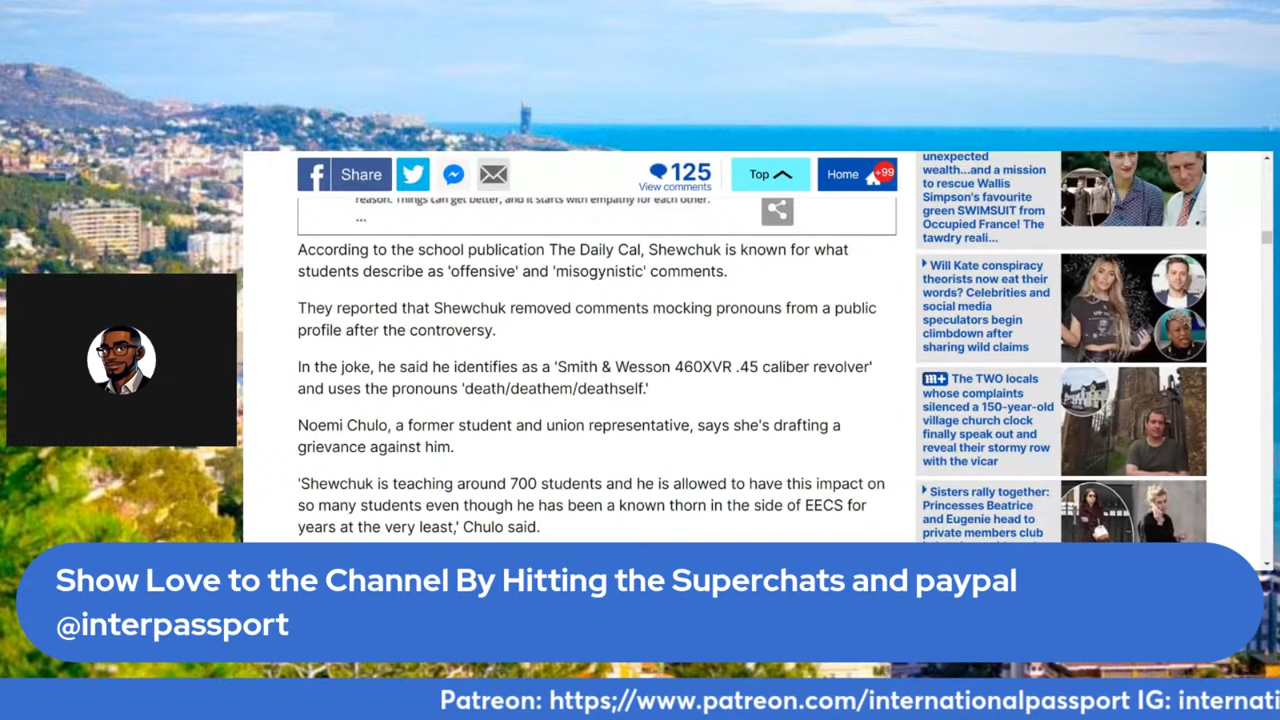 Share
125
View comments
Top
Home
+99
reason. Things can get better, and it starts with empathy for each other.
...
According to the school publication The Daily Cal, Shewchuk is known for what
students describe as 'offensive' and 'misogynistic' comments.
They reported that Shewchuk removed comments mocking pronouns from a public
profile after the controversy.
In the joke, he said he identifies as a 'Smith & Wesson 460XVR .45 caliber revolver'
and uses the pronouns 'death/deathem/deathself.'
Noemi Chulo, a former student and union representative, says she's drafting a
grievance against him.
'Shewchuk is teaching around 700 students and he is allowed to have this impact on
so many students even though he has been a known thorn in the side of EECS for
years at the very least,' Chulo said.
unexpected
wealth...and a mission
to rescue Wallis
Simpson's favourite
green SWIMSUIT from
Occupied France! The
tawdry reali...
Will Kate conspiracy
theorists now eat their
words? Celebrities and
social media
speculators begin
climbdown after
sharing wild claims
m+ The TWO locals
whose complaints
silenced a 150-year-old
village church clock
finally speak out and
reveal their stormy row
with the vicar
Sisters rally together:
Princesses Beatrice
and Eugenie head to
private members club
Show Love to the Channel By Hitting the Superchats and paypal
@interpassport
Patreon: https;//www.patreon.com/internationalpassport IG: internati